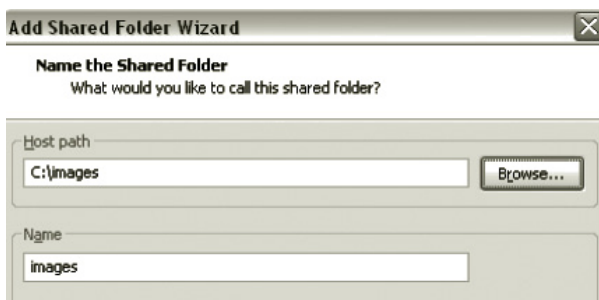 Add Shared Folder Wizard
Name the Shared Folder
What would you like to call this shared folder?
Host path
C:\images
Browse...
Name
images